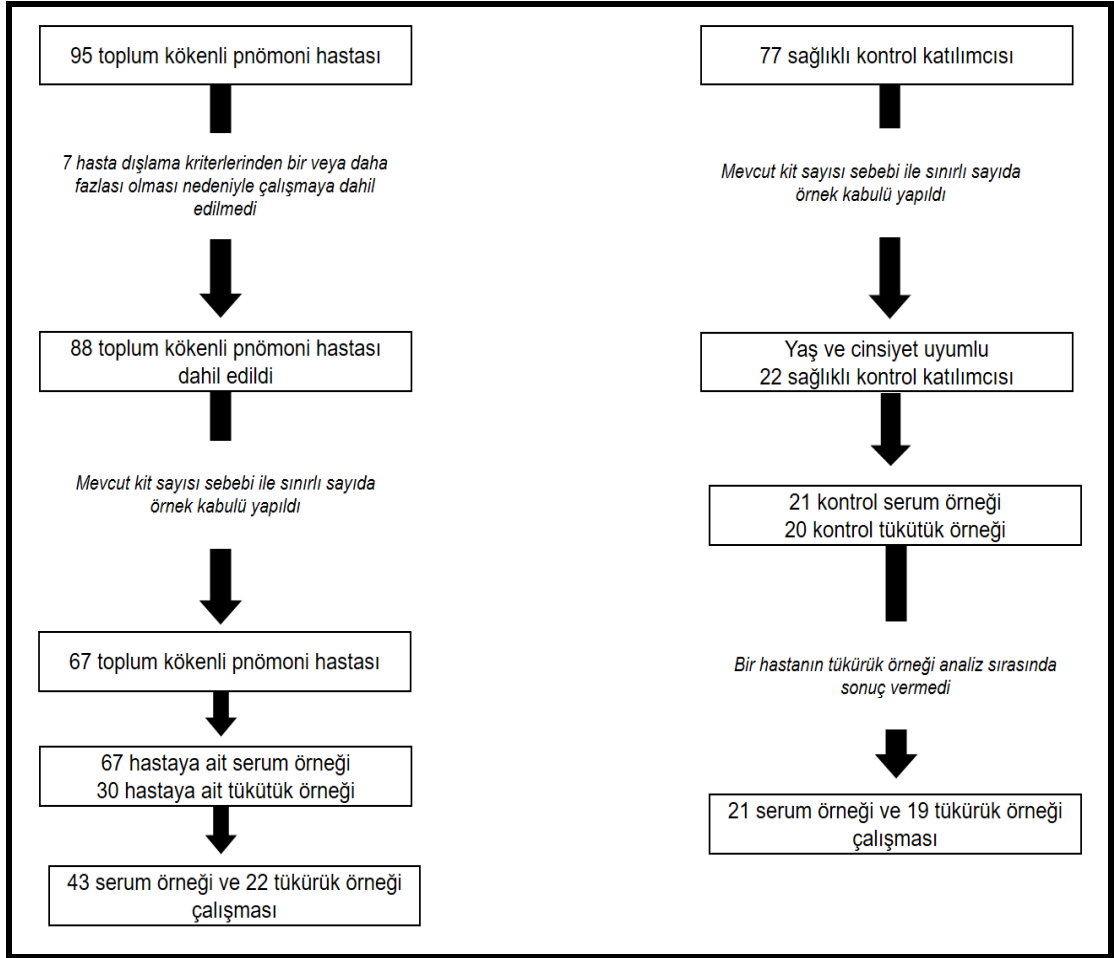 95 toplum kökenli pnömoni hastası
7 hasta dışlama kriterlerinden bir veya daha
fazlası olması nedeniyle çalışmaya dahil
edilmedi
88 toplum kökenli pnömoni hastası
dahil edildi
Mevcut kit sayısı sebebi ile sınırlı sayıda
örnek kabulü yapıldı
67 toplum kökenli pnömoni hastası
67 hastaya ait serum örneği
30 hastaya ait tükütük örneği
43 serum örneği ve 22 tükürük örneği
çalışması
77 sağlıklı kontrol katılımcısı
Mevcut kit sayısı sebebi ile sınırlı sayıda
örnek kabulü yapıldı
Yaş ve cinsiyet uyumlu
22 sağlıklı kontrol katılımcısı
21 kontrol serum örneği
20 kontrol tükütük örneği
Bir hastanın tükürük örneği analiz sırasında
sonuç vermedi
21 serum örneği ve 19 tükürük örneği
çalışması